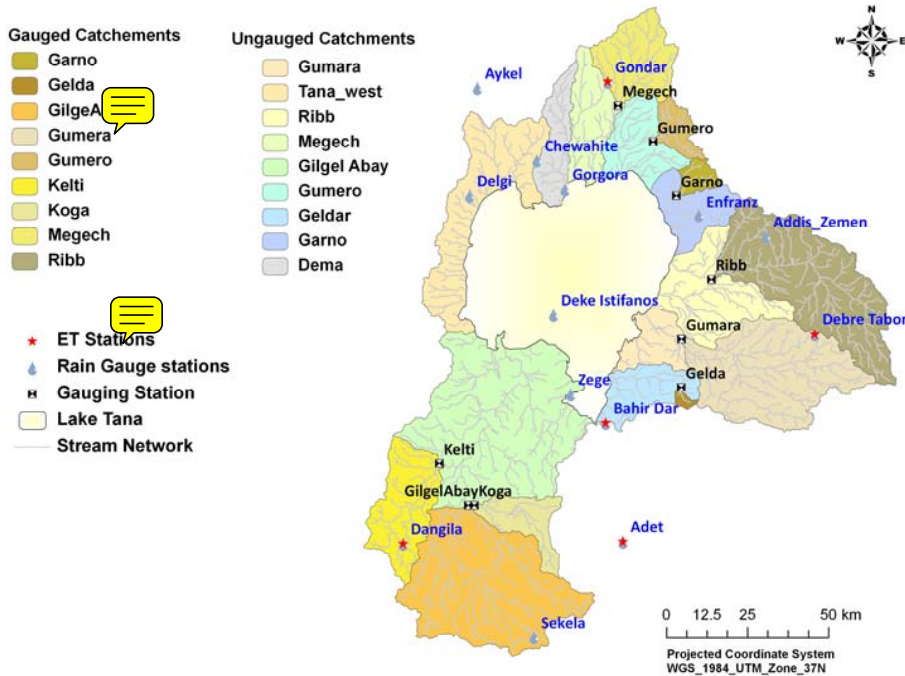 Gauged Catchements
Garno
Gelda
GilgeA
Gumera
Gumero
Kelti
Koga
Megech
Ribb
ET Stations
Rain Gauge stations
Gauging Station
Lake Tana
Stream Network
Ungauged Catchments
Gumara
Tana_west
Ribb
Megech
Gilgel Abay
Gumero
Geldar
Garno
Dema
N
W E
S
Aykel
Gondar
Megech
Gumero
Chewahite
Delgi
Gorgora
Garno
Enfranz
Addis_Zemen
Ribb
Deke Istifanos
Gumara
Debre Tabor
Gelda
Zege
Bahir Dar
Kelti
GilgelAbayKoga
Dangila
Adet
Sekela
0 12.5 25 50 km
Projected Coordinate System
WGS_1984_UTM_Zone_37N